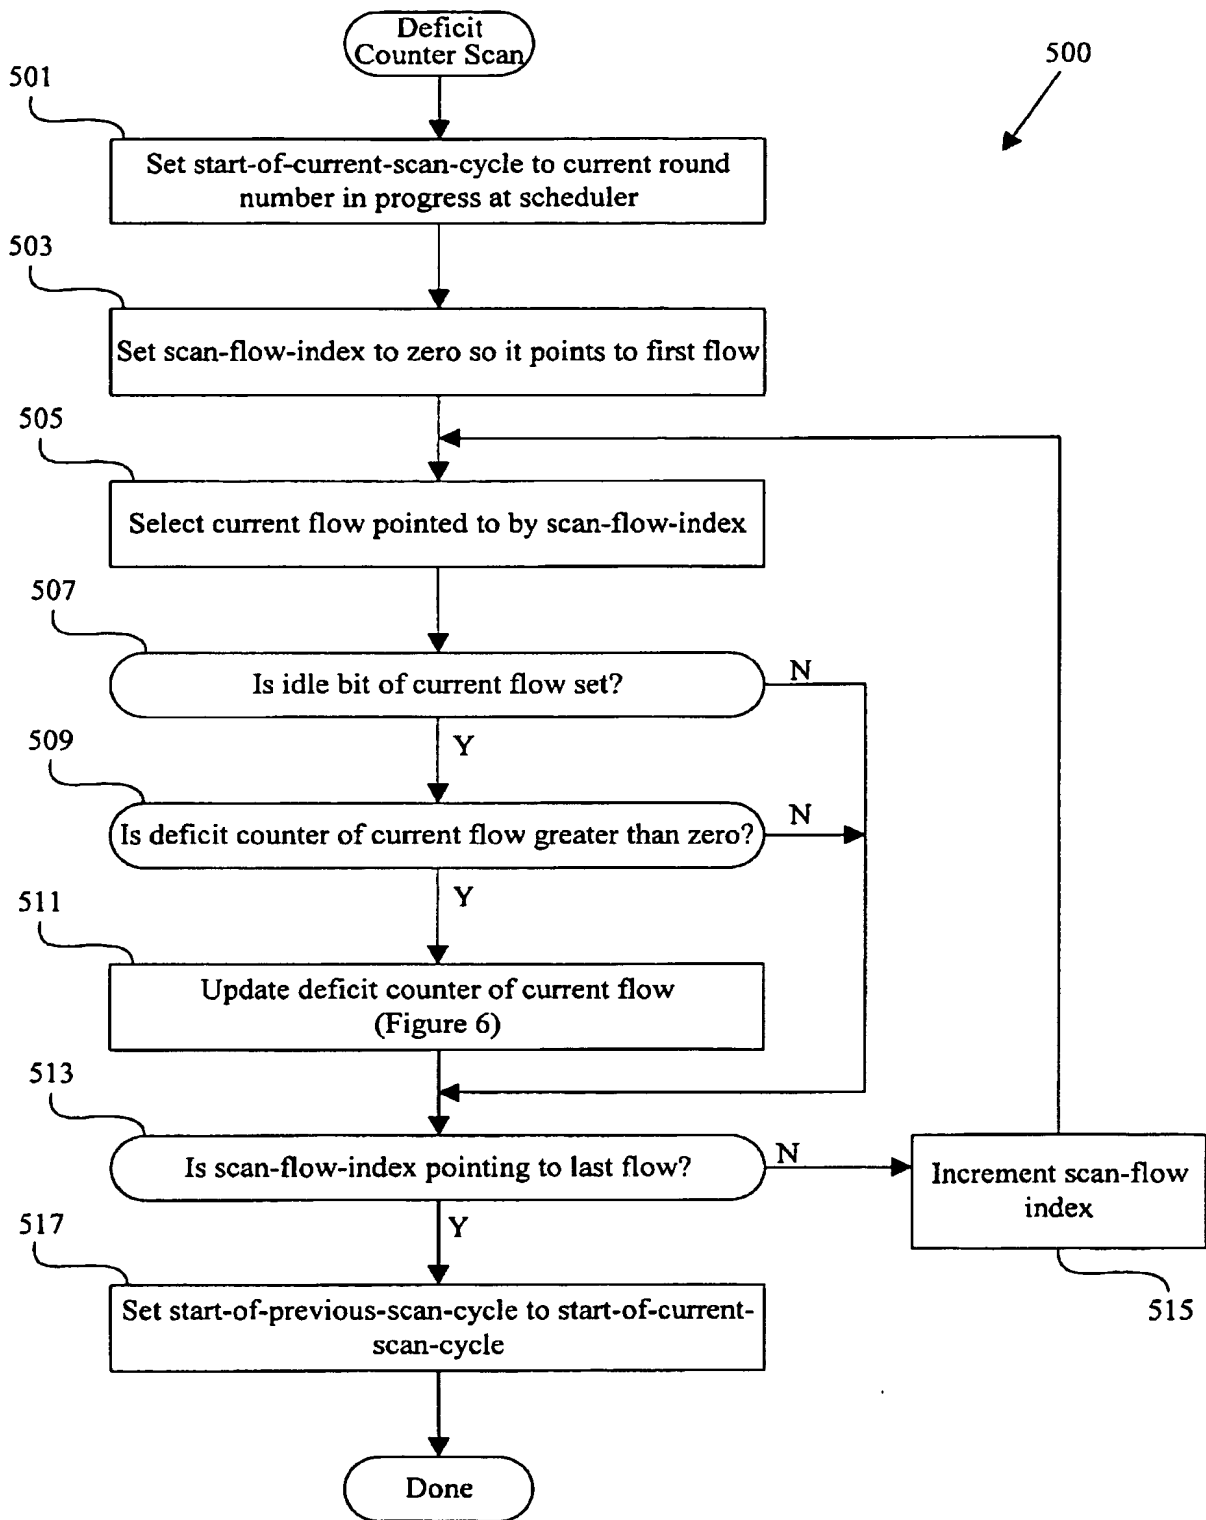 Deficit
Counter Scan
500
501
Set start-of-current-scan-cycle to current round
number in progress at scheduler
503
Set scan-flow-index to zero so it points to first flow
505
Select current flow pointed to by scan-flow-index
507
Is idle bit of current flow set?
N
Y
509
Is deficit counter of current flow greater than zero?
N
Y
511
Update deficit counter of current flow
(Figure 6)
513
Is scan-flow-index pointing to last flow?
N
Increment scan-flow
index
515
Y
517
Set start-of-previous-scan-cycle to start-of-current-
scan-cycle
Done